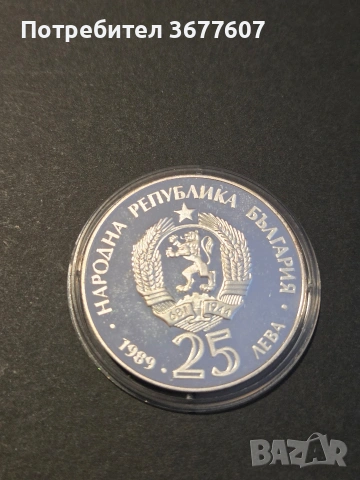 Потребител 3677607
НАРОДНА РЕПУБЛИКА БЪЛГАРИЯ
681 1944
· 1989 · 25 ЛЕВА ·
BAZAR